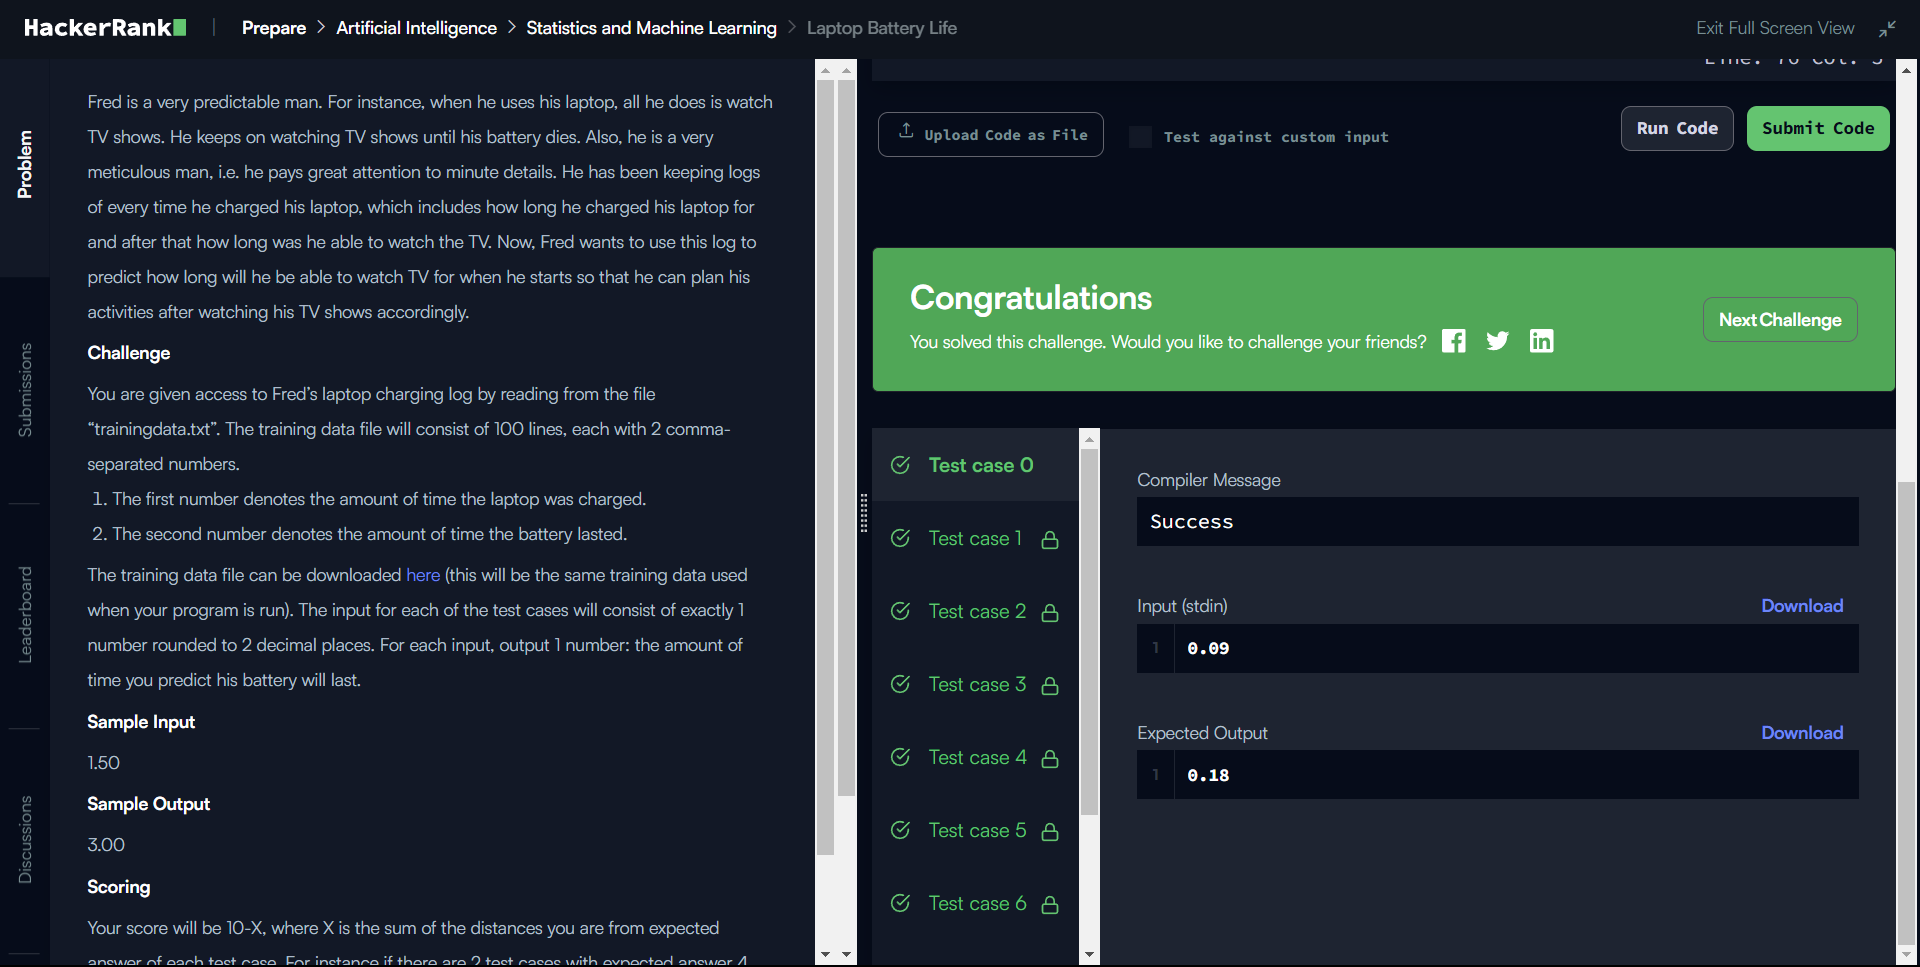 HackerRank
Prepare > Artificial Intelligence > Statistics and Machine Learning > Laptop Battery Life
Exit Full Screen View
Problem
Submissions
Leaderboard
Discussions
Fred is a very predictable man. For instance, when he uses his laptop, all he does is watch
TV shows. He keeps on watching TV shows until his battery dies. Also, he is a very
meticulous man, i.e. he pays great attention to minute details. He has been keeping logs
of every time he charged his laptop, which includes how long he charged his laptop for
and after that how long was he able to watch the TV. Now, Fred wants to use this log to
predict how long will he be able to watch TV for when he starts so that he can plan his
activities after watching his TV shows accordingly.
Challenge
You are given access to Fred’s laptop charging log by reading from the file
“trainingdata.txt”. The training data file will consist of 100 lines, each with 2 comma-
separated numbers.
1. The first number denotes the amount of time the laptop was charged.
2. The second number denotes the amount of time the battery lasted.
The training data file can be downloaded here (this will be the same training data used
when your program is run). The input for each of the test cases will consist of exactly 1
number rounded to 2 decimal places. For each input, output 1 number: the amount of
time you predict his battery will last.
Sample Input
1.50
Sample Output
3.00
Scoring
Your score will be 10-X, where X is the sum of the distances you are from expected
answer of each test case. For instance if there are 2 test cases with expected answer 4
Upload Code as File
Test against custom input
Run Code
Submit Code
Congratulations
You solved this challenge. Would you like to challenge your friends?
Next Challenge
Test case 0
Test case 1
Test case 2
Test case 3
Test case 4
Test case 5
Test case 6
Compiler Message
Success
Input (stdin)
Download
1 0.09
Expected Output
Download
1 0.18